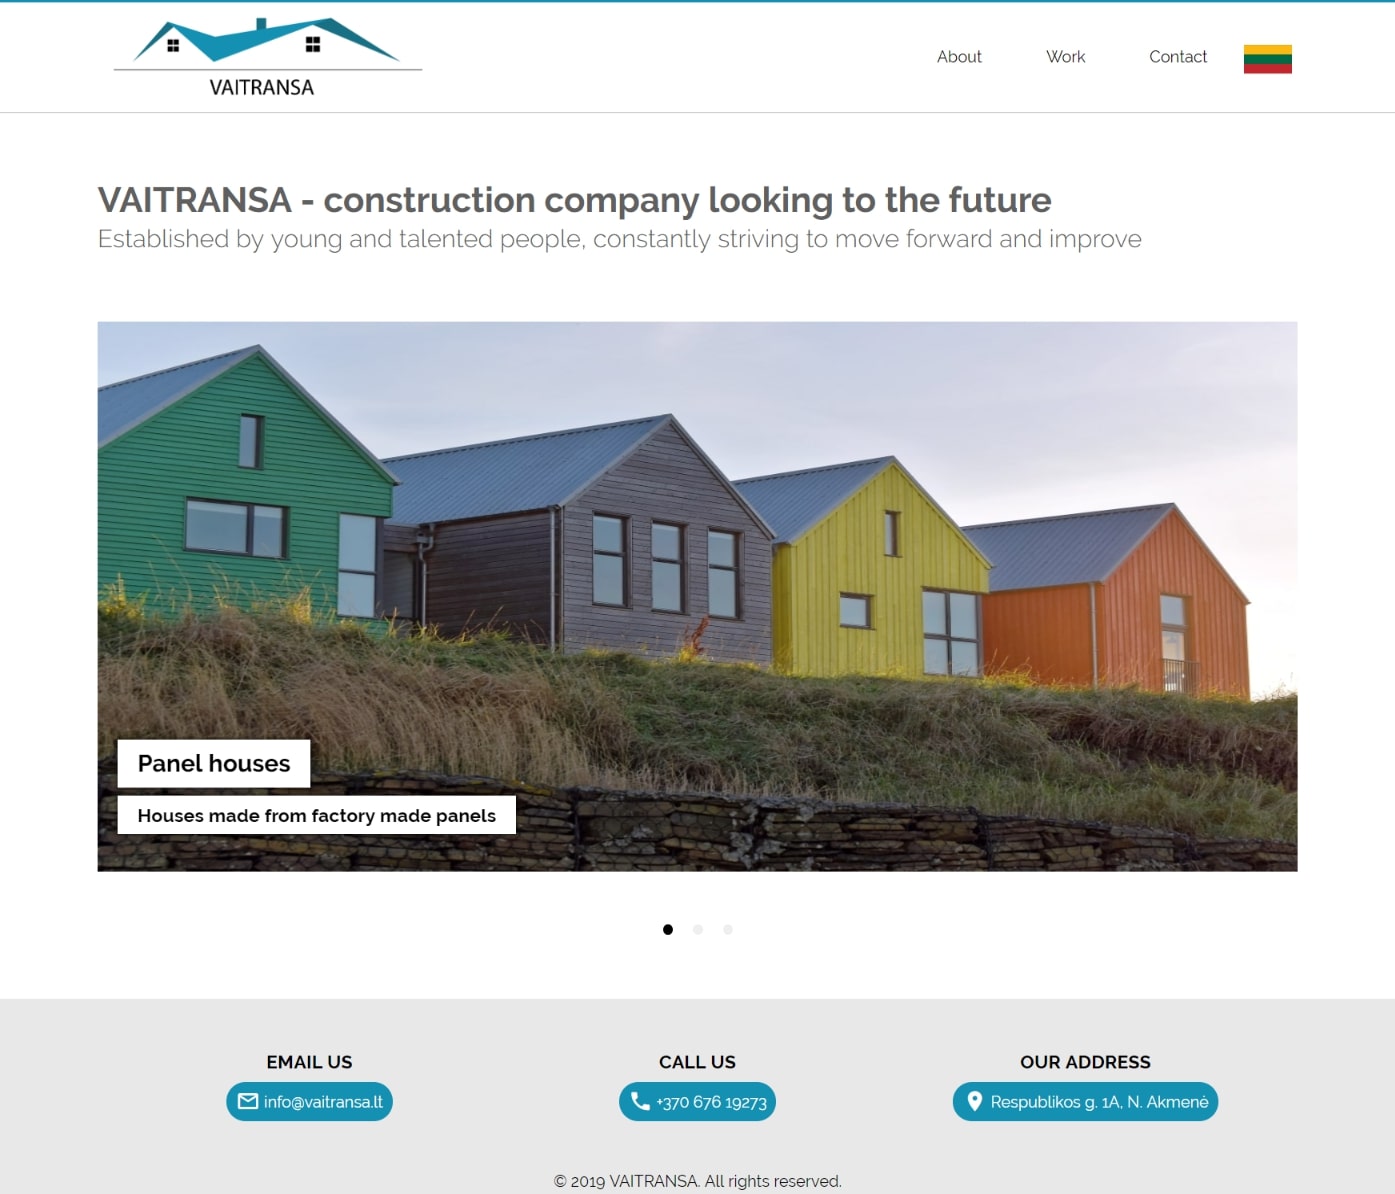 VAITRANSA
About
Work
Contact
VAITRANSA - construction company looking to the future
Established by young and talented people, constantly striving to move forward and improve
Panel houses
Houses made from factory made panels
EMAIL US
info@vaitransa.lt
CALL US
+370 676 19273
OUR ADDRESS
Respublikos g. 1A, N. Akmenė
© 2019 VAITRANSA. All rights reserved.